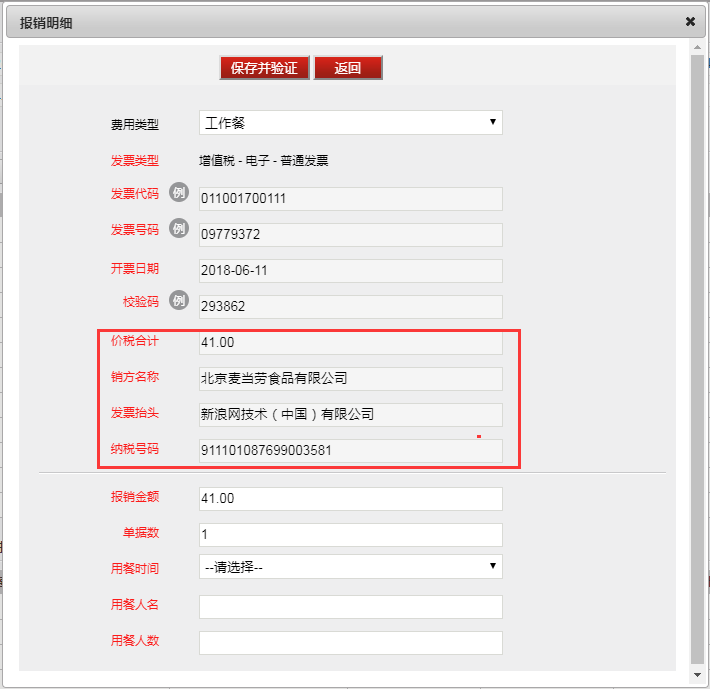 报销明细
保存并验证 返回
费用类型 工作餐
发票类型 增值税 - 电子 - 普通发票
发票代码 例 011001700111
发票号码 例 09779372
开票日期 2018-06-11
校验码 例 293862
价税合计 41.00
销方名称 北京麦当劳食品有限公司
发票抬头 新浪网技术（中国）有限公司
纳税号码 911101087699003581
报销金额 41.00
单据数 1
用餐时间 --请选择--
用餐人名
用餐人数